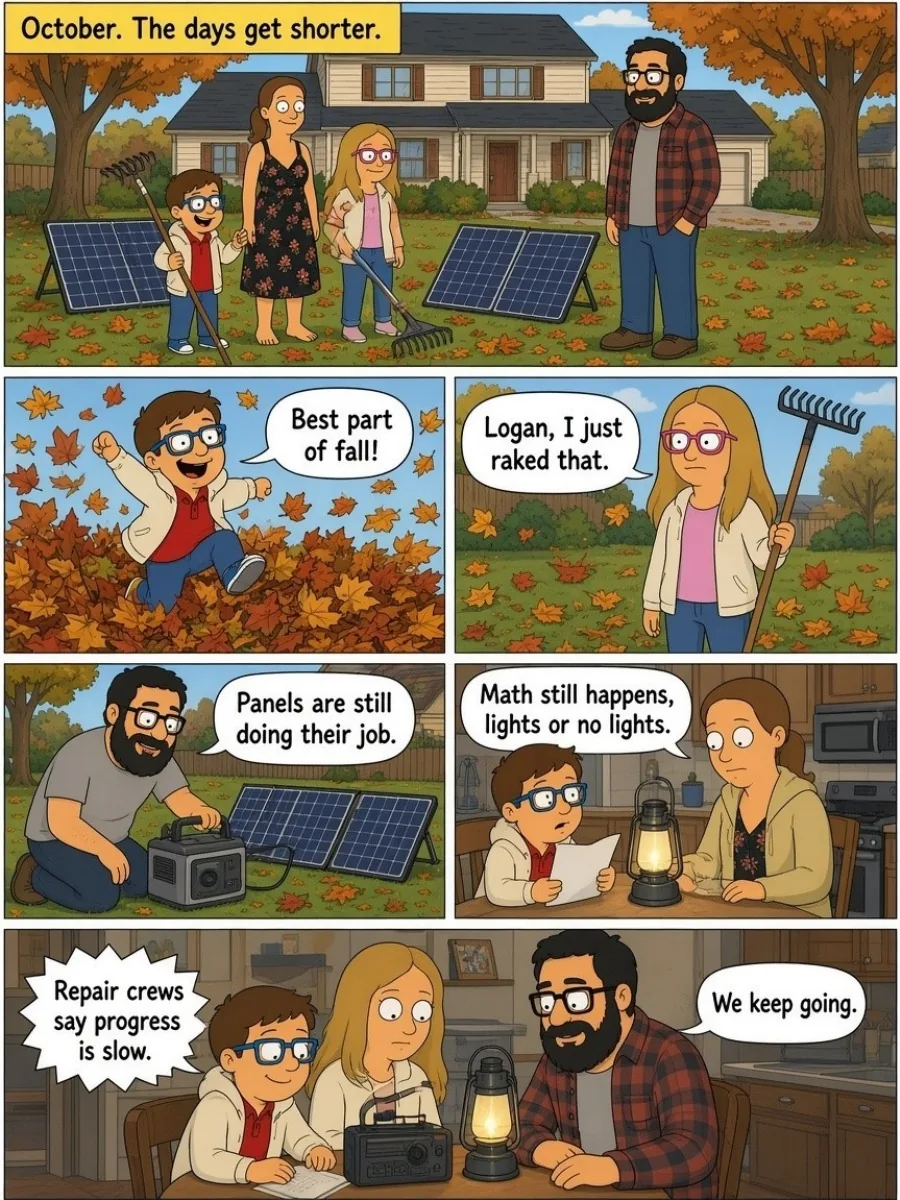 October. The days get shorter.
Best part
of fall!
Logan, I just
raked that.
Panels are still
doing their job.
Math still happens,
lights or no lights.
Repair crews
say progress
is slow.
We keep going.